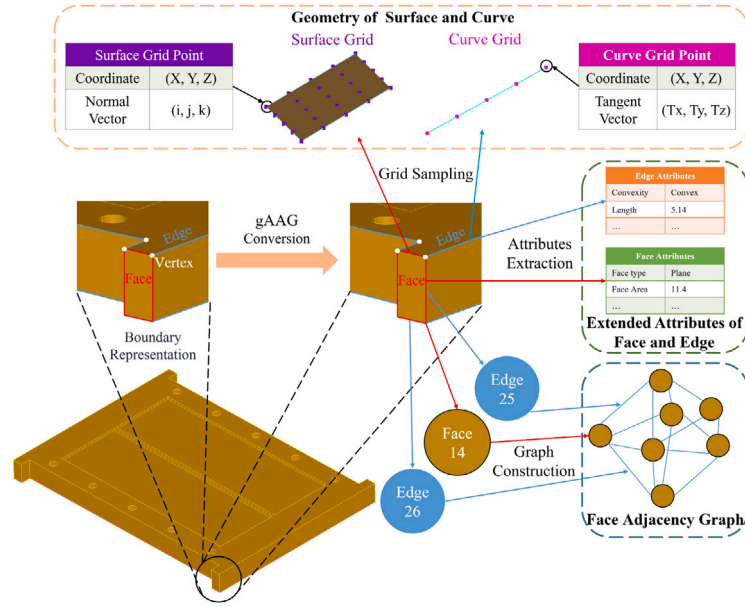 Geometry of Surface and Curve
Surface Grid Point
Coordinate (X, Y, Z)
Normal Vector (i, j, k)
Surface Grid
Curve Grid
Curve Grid Point
Coordinate (X, Y, Z)
Tangent Vector (Tx, Ty, Tz)
Grid Sampling
Edge
Vertex
Face
gAAG
Conversion
Edge
Face
Attributes
Extraction
Edge Attributes
Convexity Convex
Length 5.14
... ...
Face Attributes
Face type Plane
Face Area 11.4
... ...
Extended Attributes of
Face and Edge
Boundary
Representation
Edge
25
Face
14
Edge
26
Graph
Construction
Face Adjacency Graph